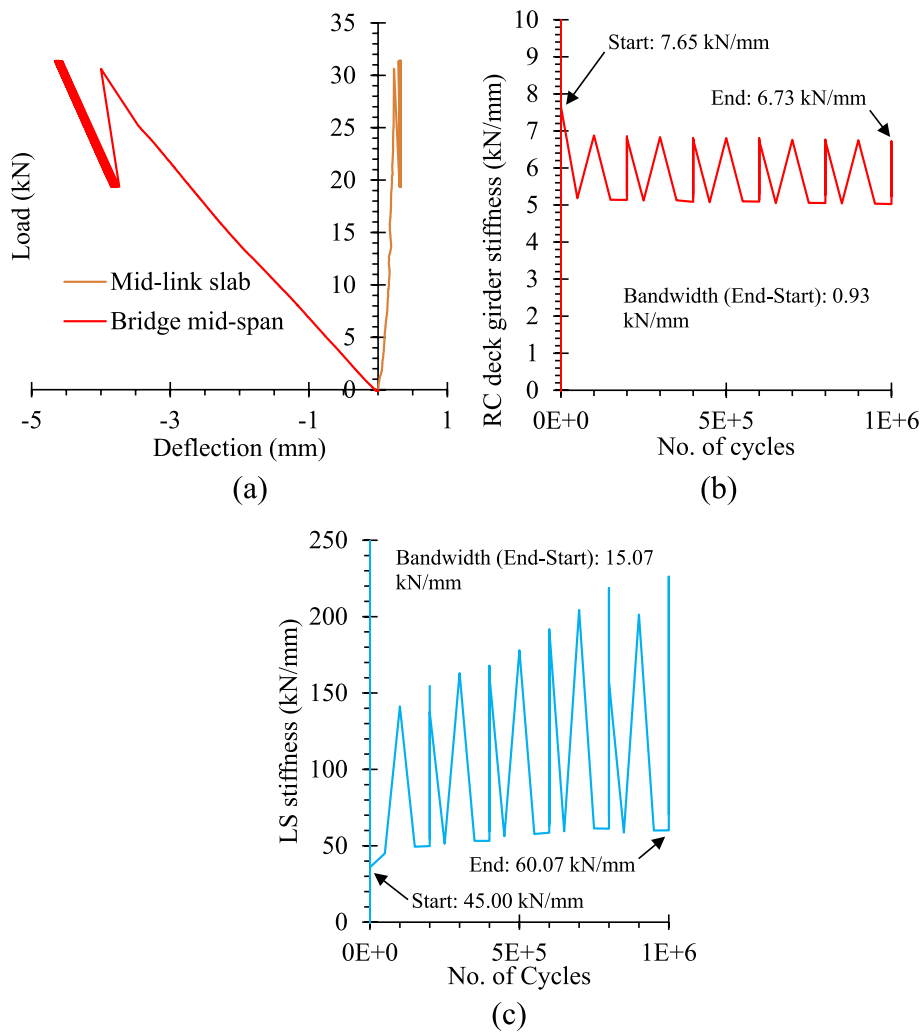 35
30
25
20
15
10
5
0
Load (kN)
Mid-link slab
Bridge mid-span
-5
-3
-1
1
Deflection (mm)
(a)
10
9
8
7
6
5
4
3
2
1
0
RC deck girder stiffness (kN/mm)
Start: 7.65 kN/mm
End: 6.73 kN/mm
Bandwidth (End-Start): 0.93
kN/mm
0E+0
5E+5
1E+6
No. of cycles
(b)
250
200
150
100
50
0
LS stiffness (kN/mm)
Bandwidth (End-Start): 15.07
kN/mm
End: 60.07 kN/mm
Start: 45.00 kN/mm
0E+0
5E+5
1E+6
No. of Cycles
(c)